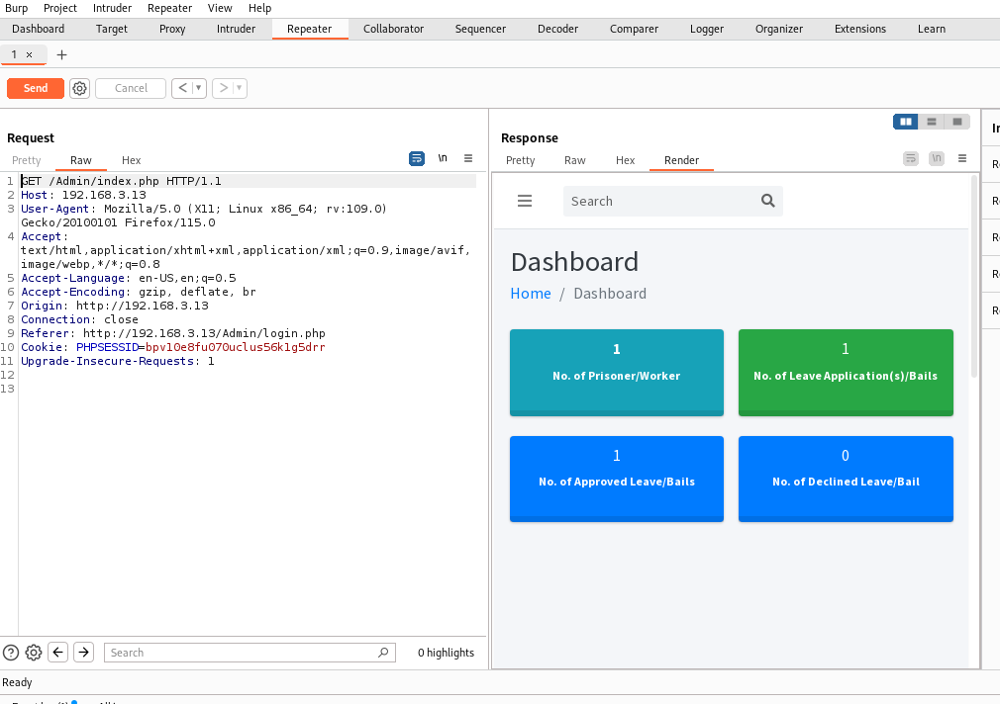 Burp Project Intruder Repeater View Help
Dashboard Target Proxy Intruder Repeater Collaborator Sequencer Decoder Comparer Logger Organizer Extensions Learn
1 × +
Send Cancel < >
Request
Pretty Raw Hex \n
1 GET /Admin/index.php HTTP/1.1
2 Host: 192.168.3.13
3 User-Agent: Mozilla/5.0 (X11; Linux x86_64; rv:109.0)
Gecko/20100101 Firefox/115.0
4 Accept:
text/html,application/xhtml+xml,application/xml;q=0.9,image/avif,
image/webp,*/*;q=0.8
5 Accept-Language: en-US,en;q=0.5
6 Accept-Encoding: gzip, deflate, br
7 Origin: http://192.168.3.13
8 Connection: close
9 Referer: http://192.168.3.13/Admin/login.php
10 Cookie: PHPSESSID=bpv10e8fu070uclus56k1g5drr
11 Upgrade-Insecure-Requests: 1
12
13
Search 0 highlights
Response
Pretty Raw Hex Render \n
Search
Dashboard
Home / Dashboard
1
No. of Prisoner/Worker
1
No. of Leave Application(s)/Bails
1
No. of Approved Leave/Bails
0
No. of Declined Leave/Bail
Ready